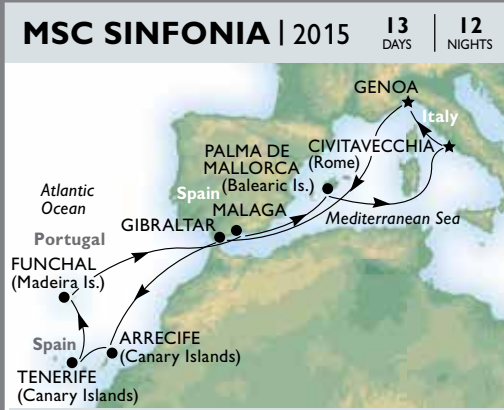 MSC SINFONIA | 2015
13 DAYS | 12 NIGHTS
GENOA
Italy
PALMA DE
MALLORCA
(Balearic Is.)
CIVITAVECCHIA
(Rome)
Atlantic
Ocean
Spain
MALAGA
Mediterranean Sea
GIBRALTAR
Portugal
FUNCHAL
(Madeira Is.)
Spain
ARRECIFE
(Canary Islands)
TENERIFE
(Canary Islands)